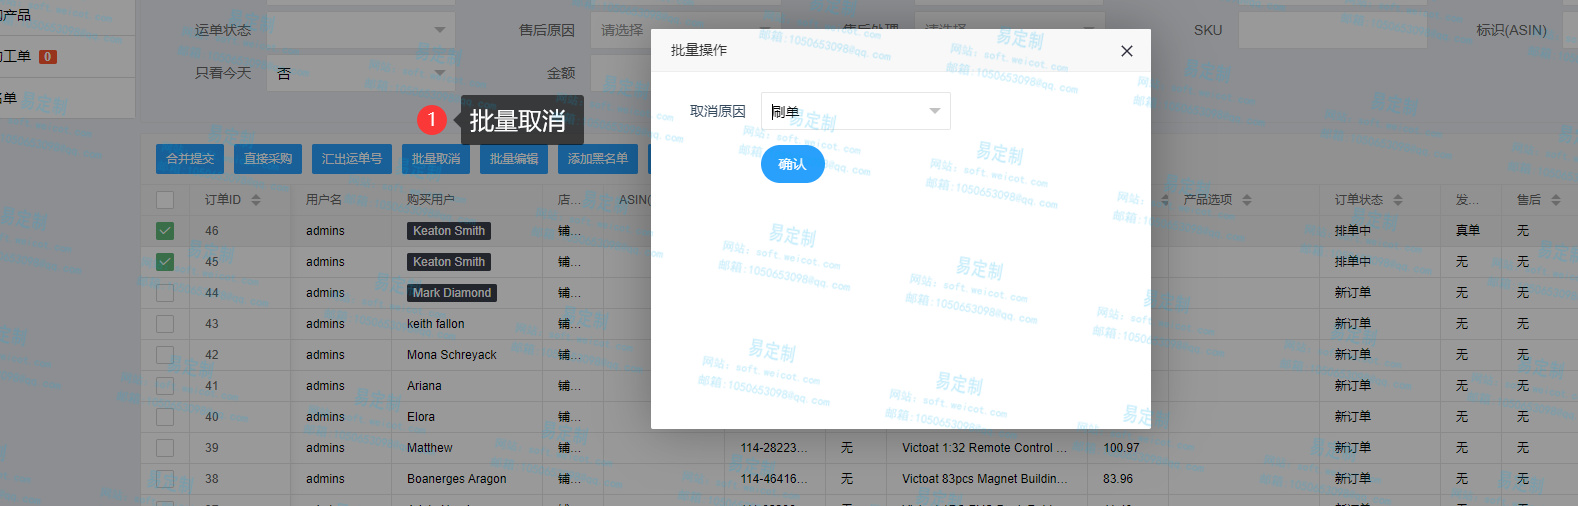 的产品
运单状态
售后原因 请选择
售后处理 请选择
SKU
标识(ASIN)
工单 0
只看今天 否
金额
单
1 批量取消
合并提交 直接采购 汇出运单号 批量取消 批量编辑 添加黑名单
批量操作
取消原因 刷单
确认
订单ID 用户名 购买用户 店... ASIN( 产品选项 订单状态 发... 售后
46 admins Keaton Smith 铺... 排单中 真单 无
45 admins Keaton Smith 铺... 排单中 无 无
44 admins Mark Diamond 铺... 新订单 无 无
43 admins keith fallon 铺... 新订单 无 无
42 admins Mona Schreyack 铺... 新订单 无 无
41 admins Ariana 铺... 新订单 无 无
40 admins Elora 铺... 新订单 无 无
39 admins Matthew 铺... 114-28223... 无 Victoat 1:32 Remote Control ... 100.97 新订单 无 无
38 admins Boanerges Aragon 铺... 114-46416... 无 Victoat 83pcs Magnet Buildin... 83.96 新订单 无 无
易定制
网站: soft.weicot.com
邮箱:1050653098@qq.com